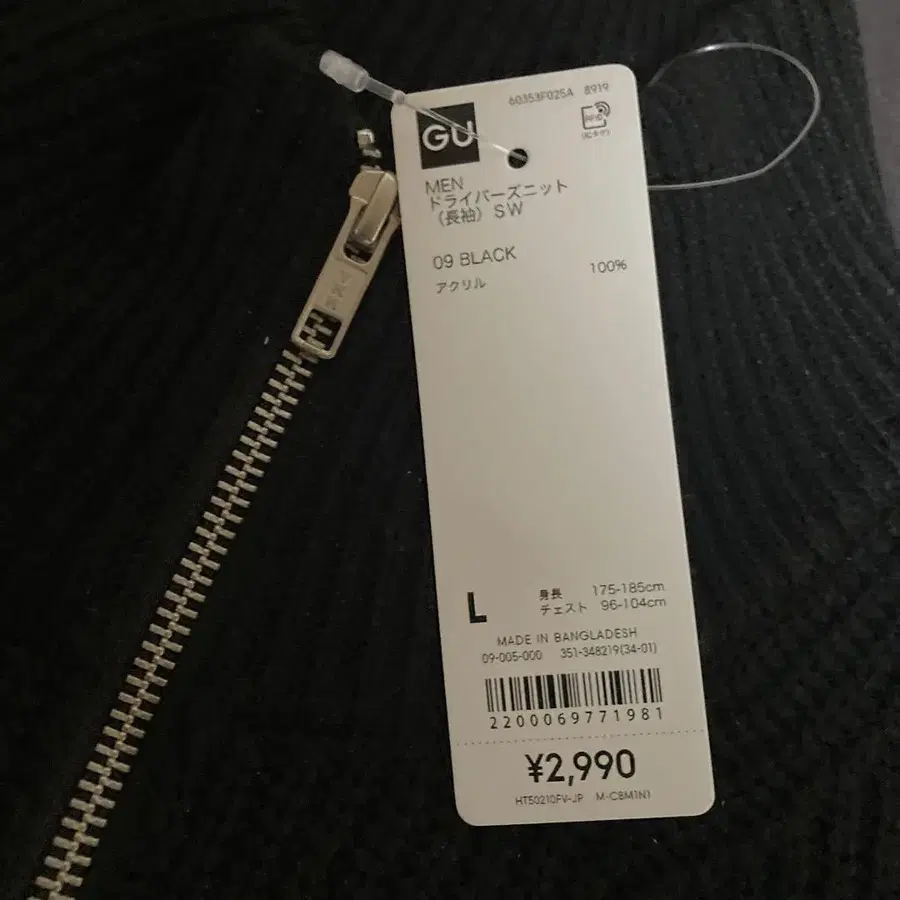 60353F025A 8919
GU
RFID
MEN
ドライバーズニット
（長袖）SW
09 BLACK
アクリル 100%
L
身長 175-185cm
チェスト 96-104cm
MADE IN BANGLADESH
09-005-000 351-348219(34-01)
2200069771981
¥2,990
HT50210FV-JP M-CBM1N1